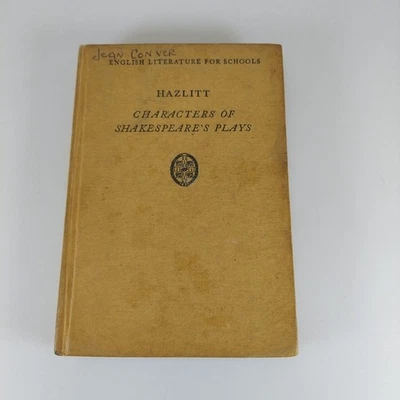 Jean Conver
ENGLISH LITERATURE FOR SCHOOLS
HAZLITT
CHARACTERS OF
SHAKESPEARE'S PLAYS